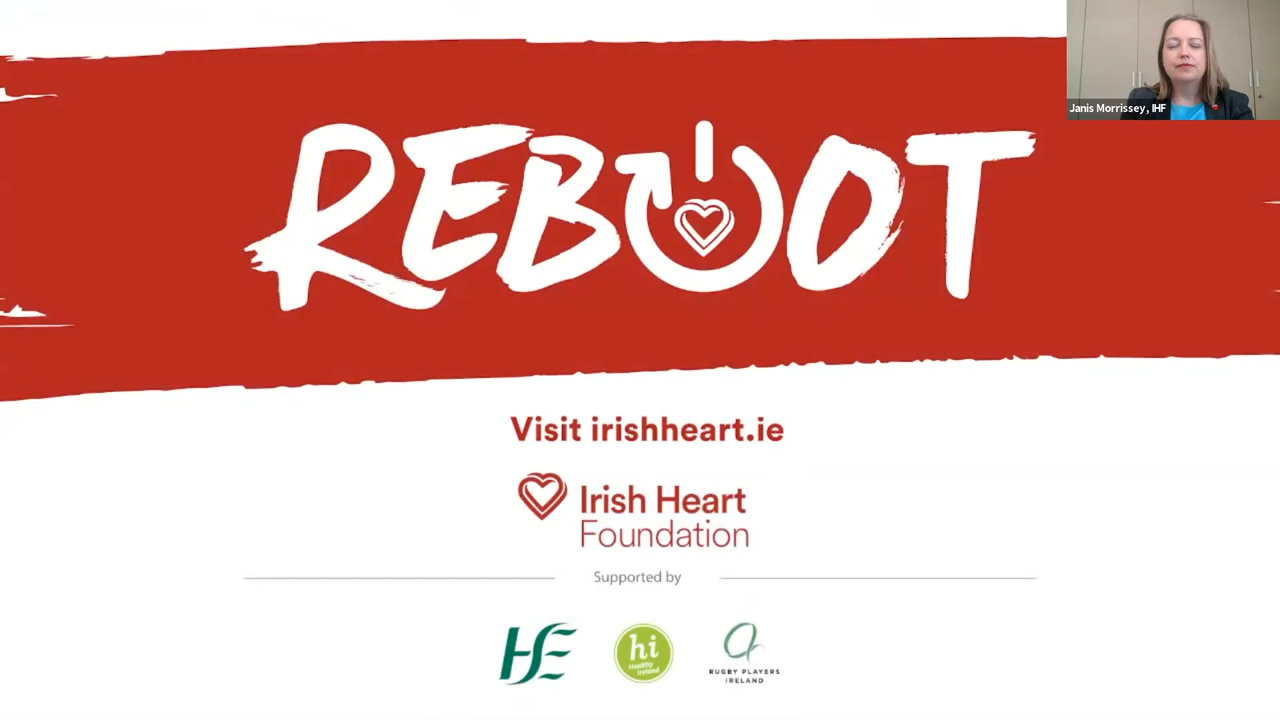 Janis Morrissey, IHF
REBOOT
Visit irishheart.ie
Irish Heart
Foundation
Supported by
HSE
hi
Healthy
Ireland
RUGBY PLAYERS
IRELAND